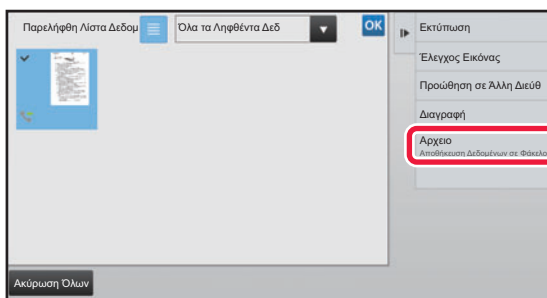 Παρελήφθη Λίστα Δεδομ
Όλα τα Ληφθέντα Δεδ
OK
Εκτύπωση
Έλεγχος Εικόνας
Προώθηση σε Άλλη Διεύθ
Διαγραφή
Αρχειο
Αποθήκευση Δεδομένων σε Φάκελο
Ακύρωση Όλων